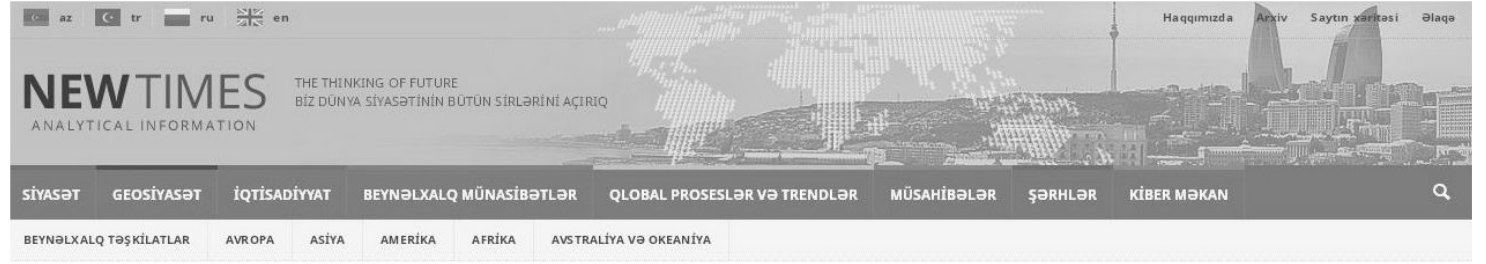 az tr ru en Haqqımızda Arxiv Saytın xəritəsi Əlaqə
NEWTIMES
ANALYTICAL INFORMATION
THE THINKING OF FUTURE
BİZ DÜNYA SİYASƏTİNİN BÜTÜN SİRLƏRİNİ AÇIRIQ
SİYASƏT GEOSİYASƏT İQTİSADİYYAT BEYNƏLXALQ MÜNASİBƏTLƏR QLOBAL PROSESLƏR VƏ TRENDLƏR MÜSAHİBƏLƏR ŞƏRHLƏR KİBER MƏKAN
BEYNƏLXALQ TƏŞKİLATLAR AVROPA ASİYA AMERİKA AFRİKA AVSTRALİYA VƏ OKEANİYA